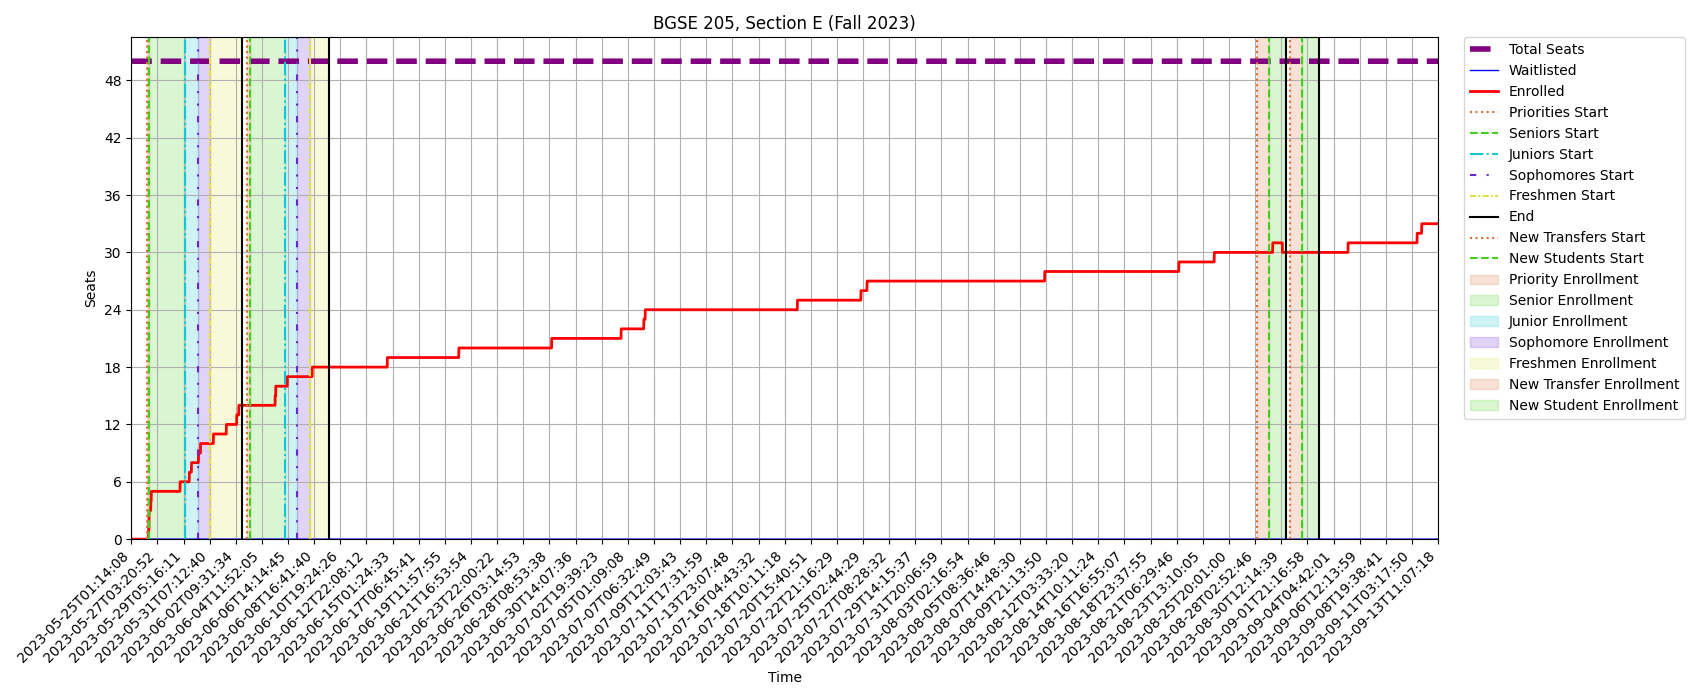 BGSE 205, Section E (Fall 2023)
Seats
48
42
36
30
24
18
12
6
0
2023-05-25T01:14:08
2023-05-27T03:20:52
2023-05-29T05:16:11
2023-05-31T07:12:40
2023-06-02T09:31:34
2023-06-04T11:52:05
2023-06-06T14:14:45
2023-06-08T16:41:40
2023-06-10T19:24:26
2023-06-12T22:08:12
2023-06-15T01:24:33
2023-06-17T06:45:41
2023-06-19T11:57:55
2023-06-21T16:53:54
2023-06-23T22:00:22
2023-06-26T03:14:53
2023-06-28T08:53:38
2023-06-30T14:07:36
2023-07-02T19:39:23
2023-07-05T01:09:08
2023-07-07T06:32:49
2023-07-09T12:03:43
2023-07-11T17:31:59
2023-07-13T23:07:48
2023-07-16T04:43:32
2023-07-18T10:11:18
2023-07-20T15:40:51
2023-07-22T21:16:29
2023-07-25T02:44:29
2023-07-27T08:28:32
2023-07-29T14:15:37
2023-07-31T20:06:59
2023-08-03T02:16:54
2023-08-05T08:36:46
2023-08-07T14:48:30
2023-08-09T21:13:50
2023-08-12T03:33:20
2023-08-14T10:11:24
2023-08-16T16:55:07
2023-08-18T23:37:55
2023-08-21T06:29:46
2023-08-23T13:10:05
2023-08-25T20:01:00
2023-08-28T02:52:46
2023-08-30T12:14:39
2023-09-01T21:16:58
2023-09-04T04:42:01
2023-09-06T12:13:59
2023-09-08T19:38:41
2023-09-11T03:17:50
2023-09-13T11:07:18
Time
Total Seats
Waitlisted
Enrolled
Priorities Start
Seniors Start
Juniors Start
Sophomores Start
Freshmen Start
End
New Transfers Start
New Students Start
Priority Enrollment
Senior Enrollment
Junior Enrollment
Sophomore Enrollment
Freshmen Enrollment
New Transfer Enrollment
New Student Enrollment